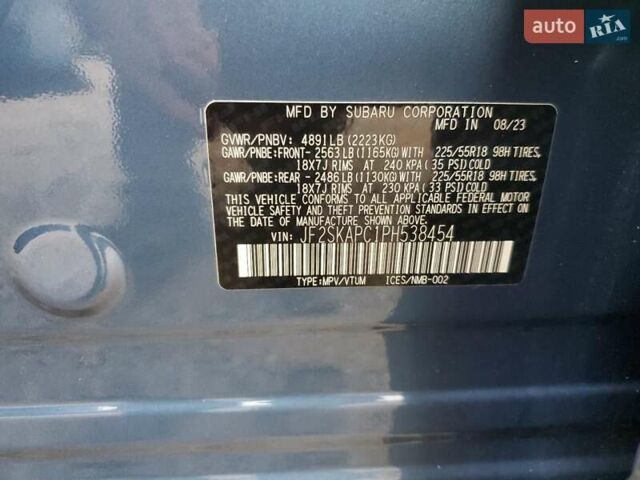 auto RIA.com
MFD BY SUBARU CORPORATION
MFD IN 08/23
GVWR/PNBV: 4891LB (2223KG)
GAWR/PNBE:FRONT- 2563LB (1165KG)WITH 225/55R18 98H TIRES,
18X7J RIMS AT 240 KPA (35 PSI)COLD
GAWR/PNBE:REAR - 2486LB (1130KG)WITH 225/55R18 98H TIRES,
18X7J RIMS AT 230 KPA (33 PSI)COLD
THIS VEHICLE CONFORMS TO ALL APPLICABLE FEDERAL MOTOR
VEHICLE SAFETY, BUMPER, AND THEFT PREVENTION STANDARDS
IN EFFECT ON THE DATE OF MANUFACTURE SHOWN ABOVE.
VIN: JF2SKAPC1PH538454
TYPE:MPV/VTUM ICES/NMB-002